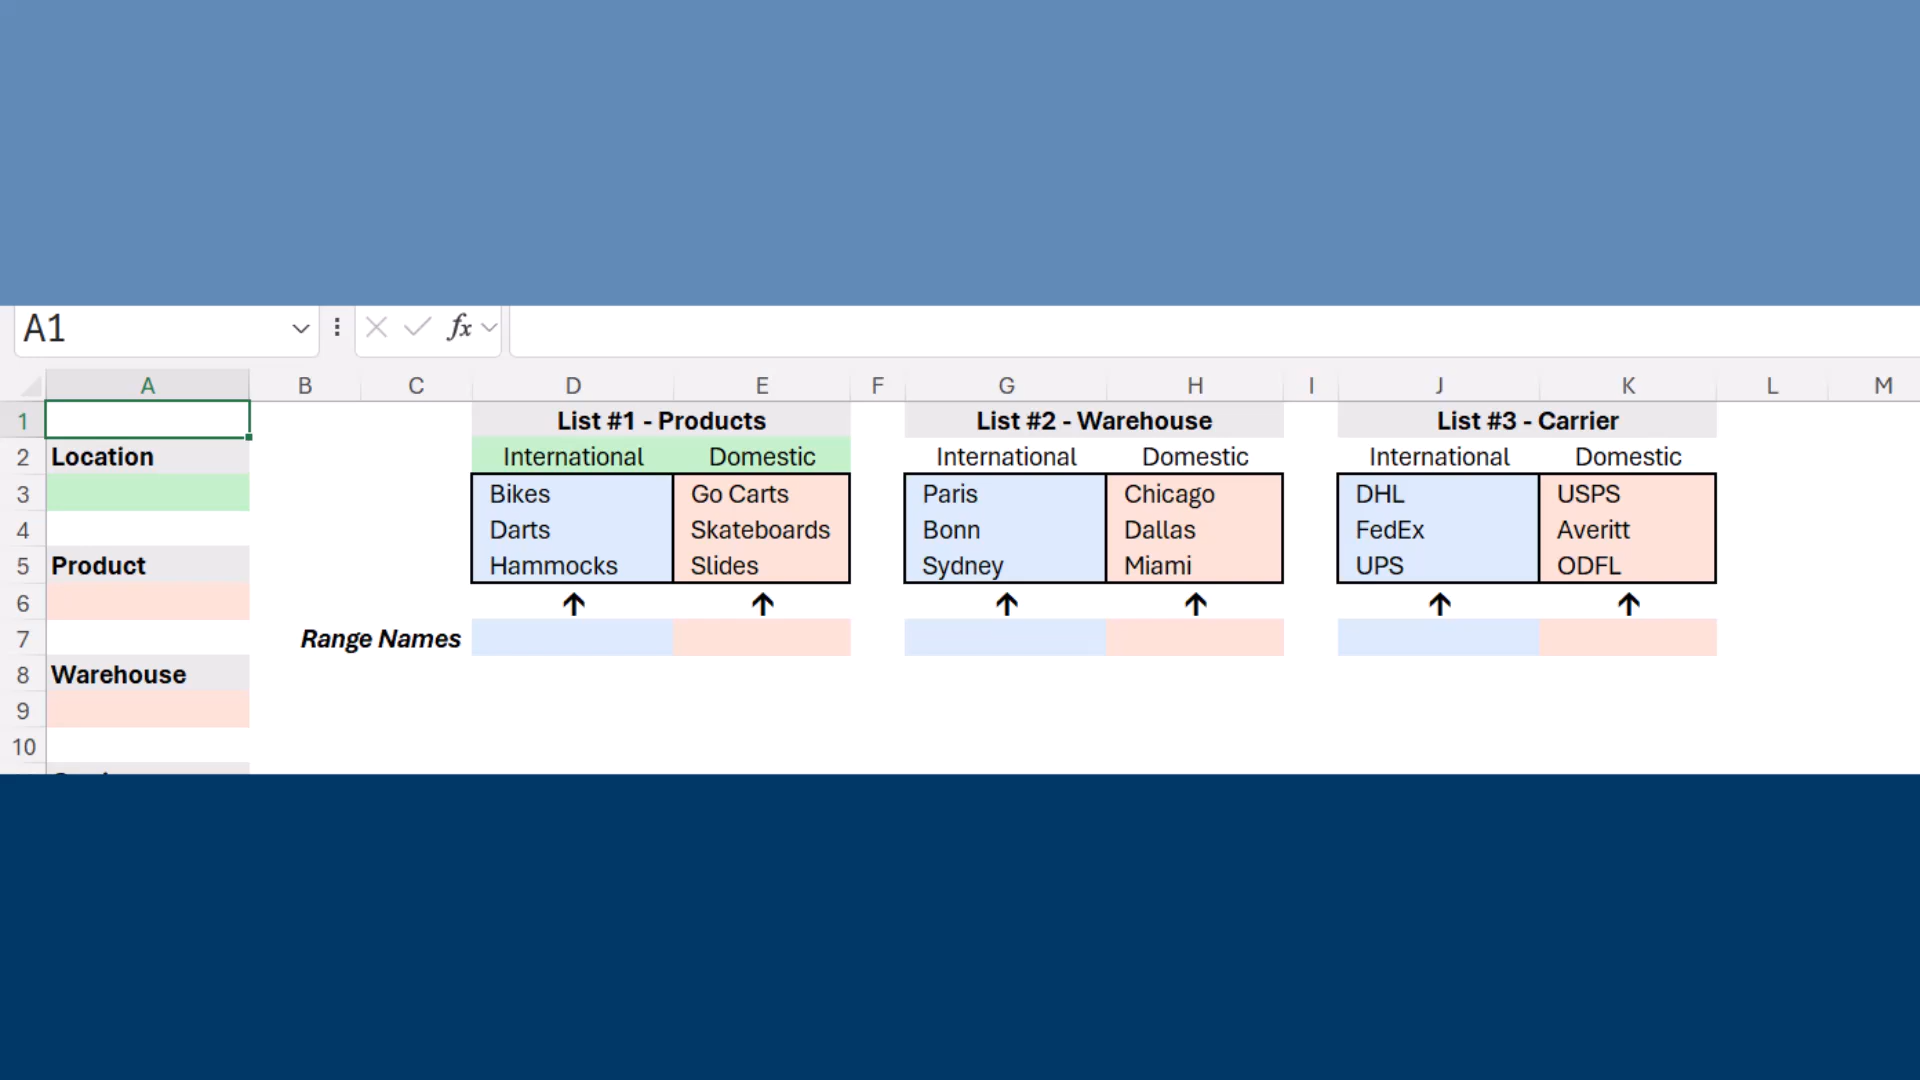 A1
fx
A B C D E F G H I J K L M
1 List #1 - Products List #2 - Warehouse List #3 - Carrier
2 Location International Domestic International Domestic International Domestic
3 Bikes Go Carts Paris Chicago DHL USPS
4 Darts Skateboards Bonn Dallas FedEx Averitt
5 Product Hammocks Slides Sydney Miami UPS ODFL
6
7 Range Names
8 Warehouse
9
10